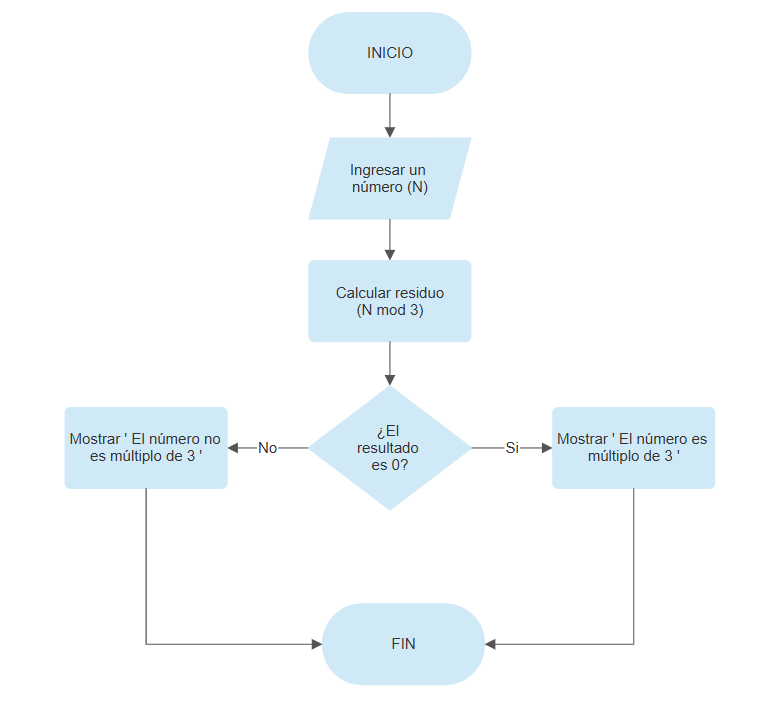 INICIO
Ingresar un
número (N)
Calcular residuo
(N mod 3)
¿El
resultado
es 0?
No
Si
Mostrar ' El número no
es múltiplo de 3 '
Mostrar ' El número es
múltiplo de 3 '
FIN